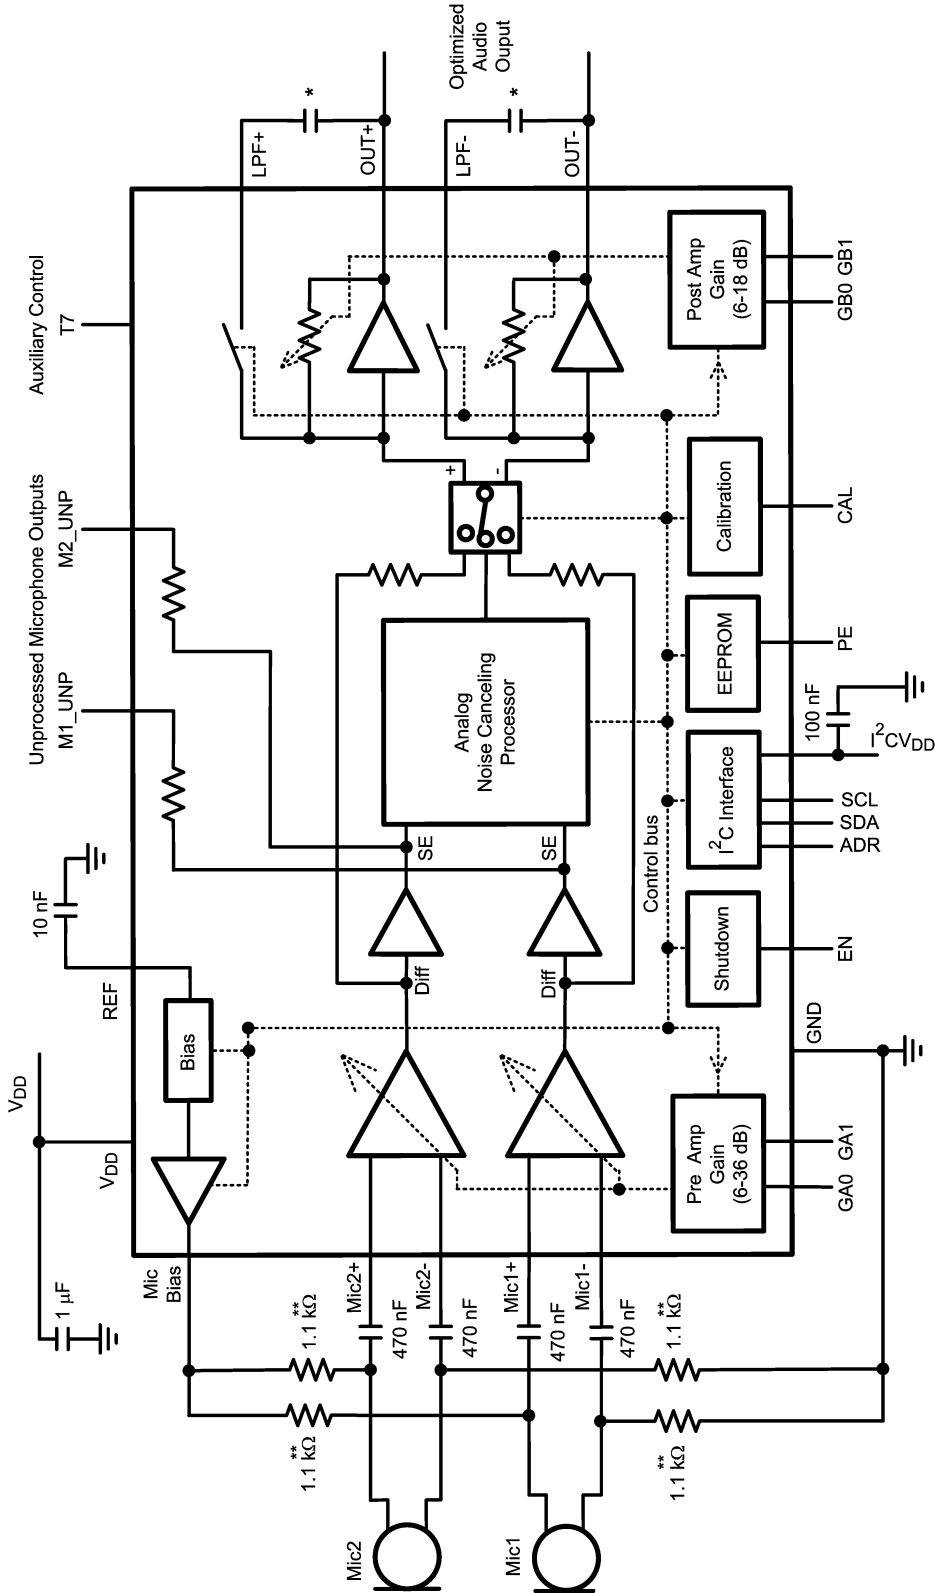 Optimized
Audio
Ouput
*
*
LPF+
OUT+
LPF-
OUT-
Auxiliary Control
T7
Post Amp
Gain
(6-18 dB)
GB0
GB1
Unprocessed Microphone Outputs
M1_UNP
M2_UNP
+
-
Calibration
CAL
EEPROM
PE
Analog
Noise Canceling
Processor
SE
SE
Control bus
I²C Interface
100 nF
I²CVDD
SCL
SDA
ADR
10 nF
REF
Diff
Diff
Shutdown
EN
GND
VDD
VDD
Bias
Pre Amp
Gain
(6-36 dB)
GA0
GA1
1 µF
Mic
Bias
Mic2+
Mic2-
Mic1+
Mic1-
**
1.1 kΩ
470 nF
470 nF
470 nF
470 nF
**
1.1 kΩ
**
1.1 kΩ
**
1.1 kΩ
Mic2
Mic1